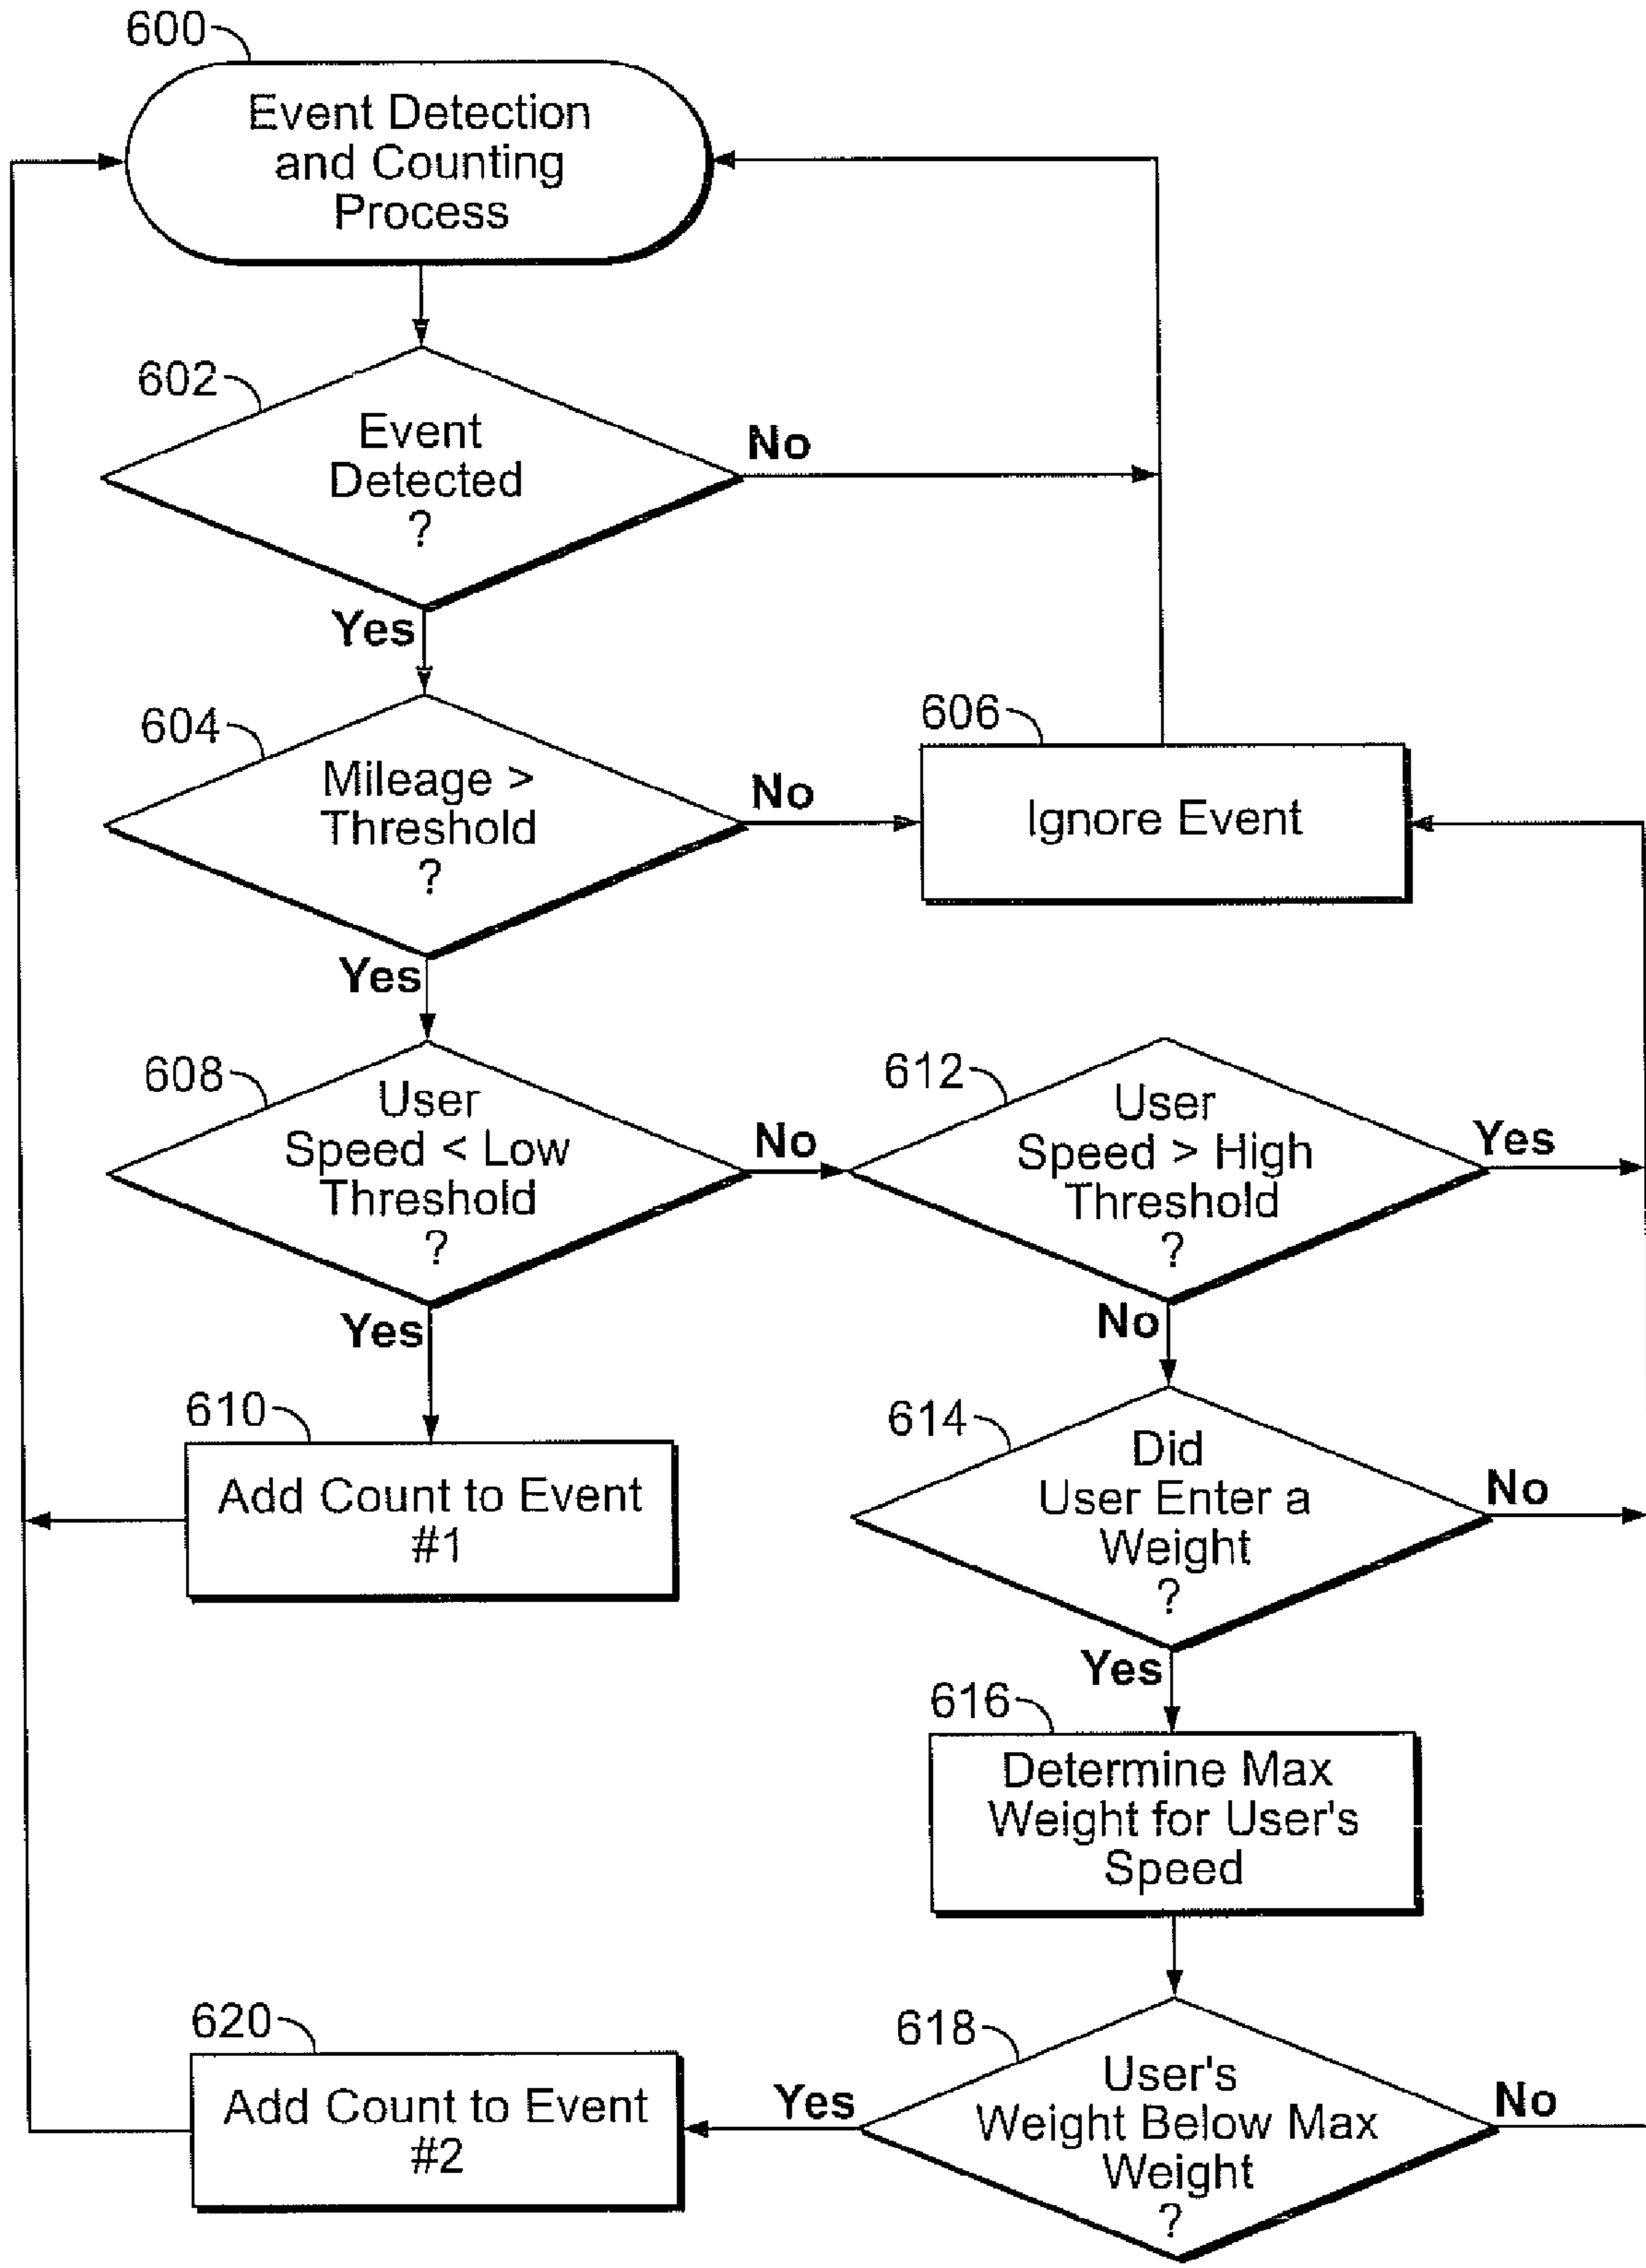 600
Event Detection
and Counting
Process
602
Event
Detected
?
No
Yes
604
Mileage >
Threshold
?
No
606
Ignore Event
Yes
608
User
Speed < Low
Threshold
?
No
612
User
Speed > High
Threshold
?
Yes
Yes
No
610
Add Count to Event
#1
614
Did
User Enter a
Weight
?
No
Yes
616
Determine Max
Weight for User's
Speed
620
Add Count to Event
#2
Yes
618
User's
Weight Below Max
Weight
?
No